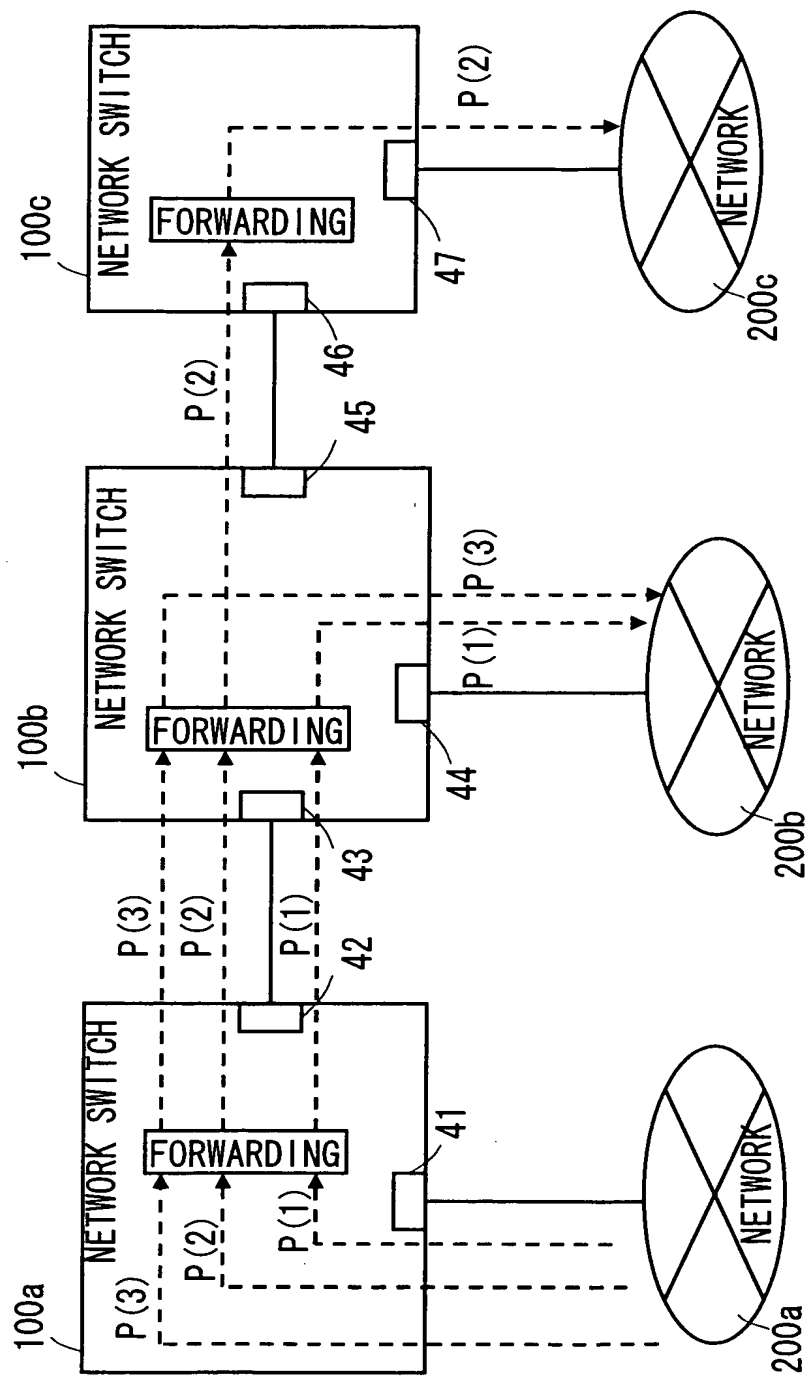 100a
NETWORK SWITCH
P(3)
P(2)
P(1)
FORWARDING
41
42
200a
NETWORK
P(3)
P(2)
P(1)
100b
NETWORK SWITCH
FORWARDING
43
44
45
P(1)
P(3)
200b
NETWORK
P(2)
100c
NETWORK SWITCH
FORWARDING
46
47
P(2)
200c
NETWORK